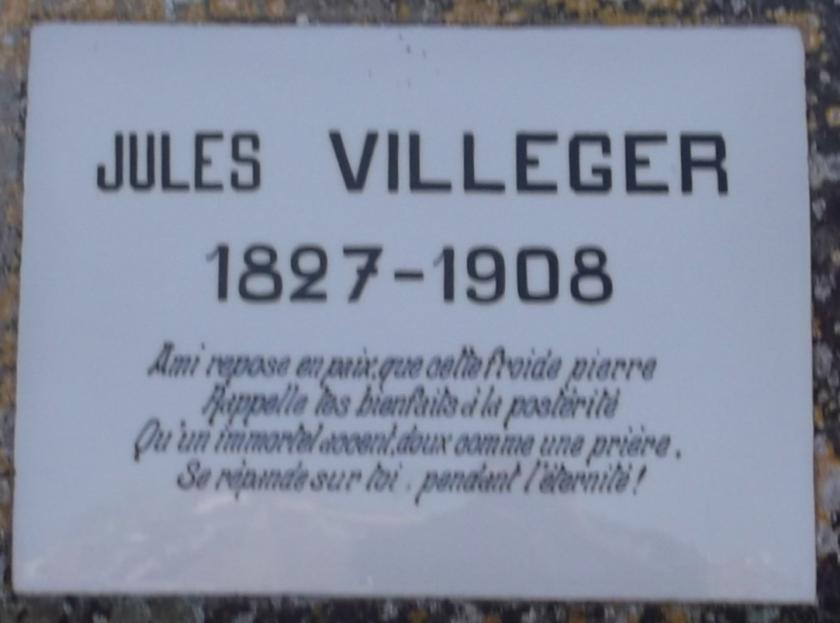 JULES VILLEGER
1827-1908
Ami repose en paix, que cette froide pierre
Rappelle tes bienfaits à la postérité
Qu'un immortel accent, doux comme une prière.
Se répande sur toi. pendant l'éternité!